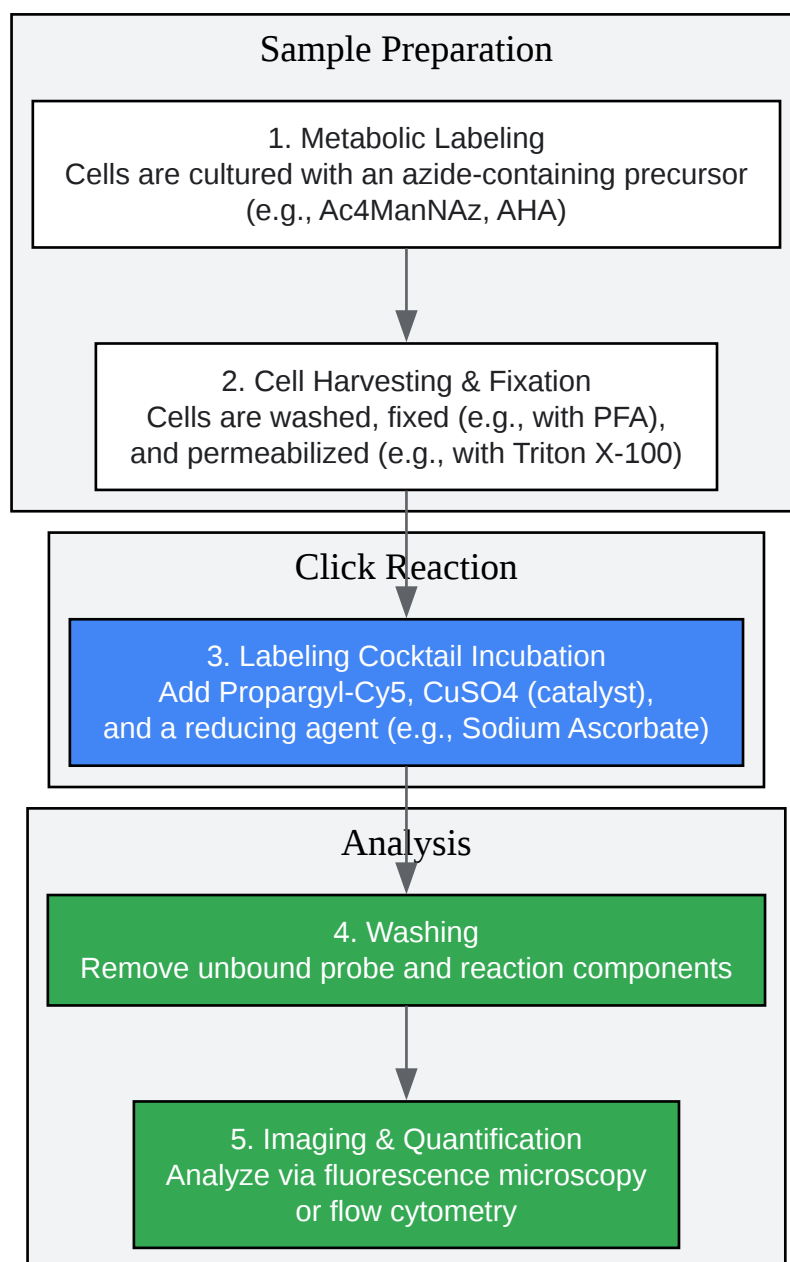 Sample Preparation
1. Metabolic Labeling
Cells are cultured with an azide-containing precursor
(e.g., Ac4ManNAz, AHA)
2. Cell Harvesting & Fixation
Cells are washed, fixed (e.g., with PFA),
and permeabilized (e.g., with Triton X-100)
Click Reaction
3. Labeling Cocktail Incubation
Add Propargyl-Cy5, CuSO4 (catalyst),
and a reducing agent (e.g., Sodium Ascorbate)
Analysis
4. Washing
Remove unbound probe and reaction components
5. Imaging & Quantification
Analyze via fluorescence microscopy
or flow cytometry